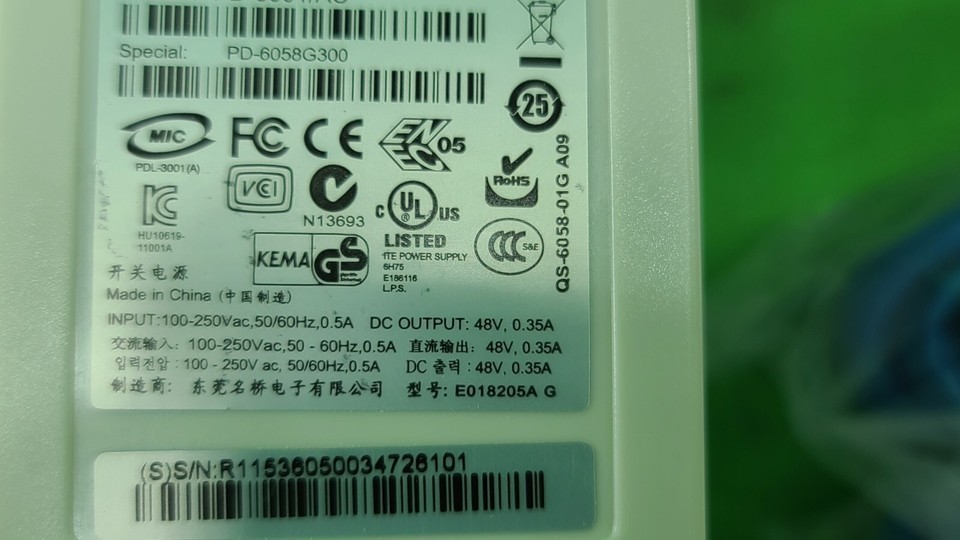 Special: PD-6058G300
25
MIC
FC CE
ENEC 05
PDL-3001(A)
VCI
RoHS
QS-6058-01G A09
HU10619-
11001A
N13693
c UL US
LISTED
ITE POWER SUPPLY
6H75
E186116
L.P.S.
KEMA GS
CCC S&E
开关电源
Made in China (中国制造)
INPUT:100-250Vac,50/60Hz,0.5A DC OUTPUT: 48V, 0.35A
交流输入: 100-250Vac,50 - 60Hz,0.5A 直流输出: 48V, 0.35A
입력전압 : 100 - 250V ac, 50/60Hz,0.5A DC 출력 : 48V, 0.35A
制造商: 东莞名桥电子有限公司 型号: E018205A G
(S)S/N:R11536050034726101